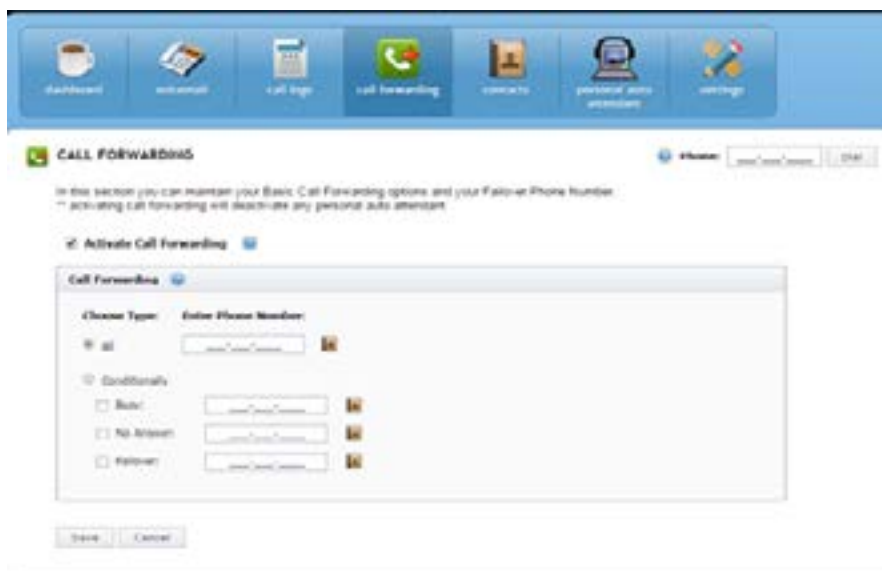 dashboard
voicemail
call logs
call forwarding
contacts
personal auto
attendant
settings
CALL FORWARDING
Phone:
Dial
In this section you can maintain your Basic Call Forwarding options and your Failover Phone Number.
** activating call forwarding will deactivate any personal auto attendant
Activate Call Forwarding
Call Forwarding
Choose Type: Enter Phone Number:
All
Conditionally
Busy:
No Answer:
Failover:
Save Cancel